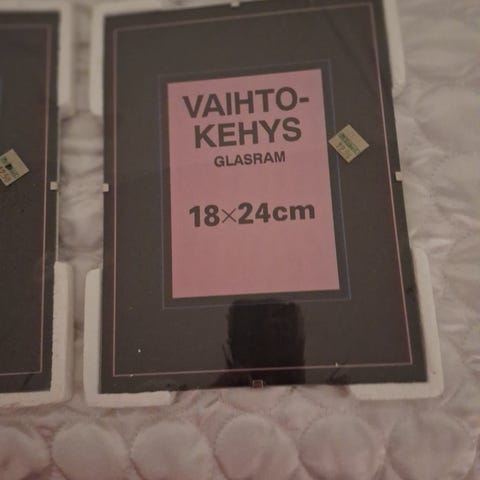 VAIHTO-
KEHYS
GLASRAM
18×24cm